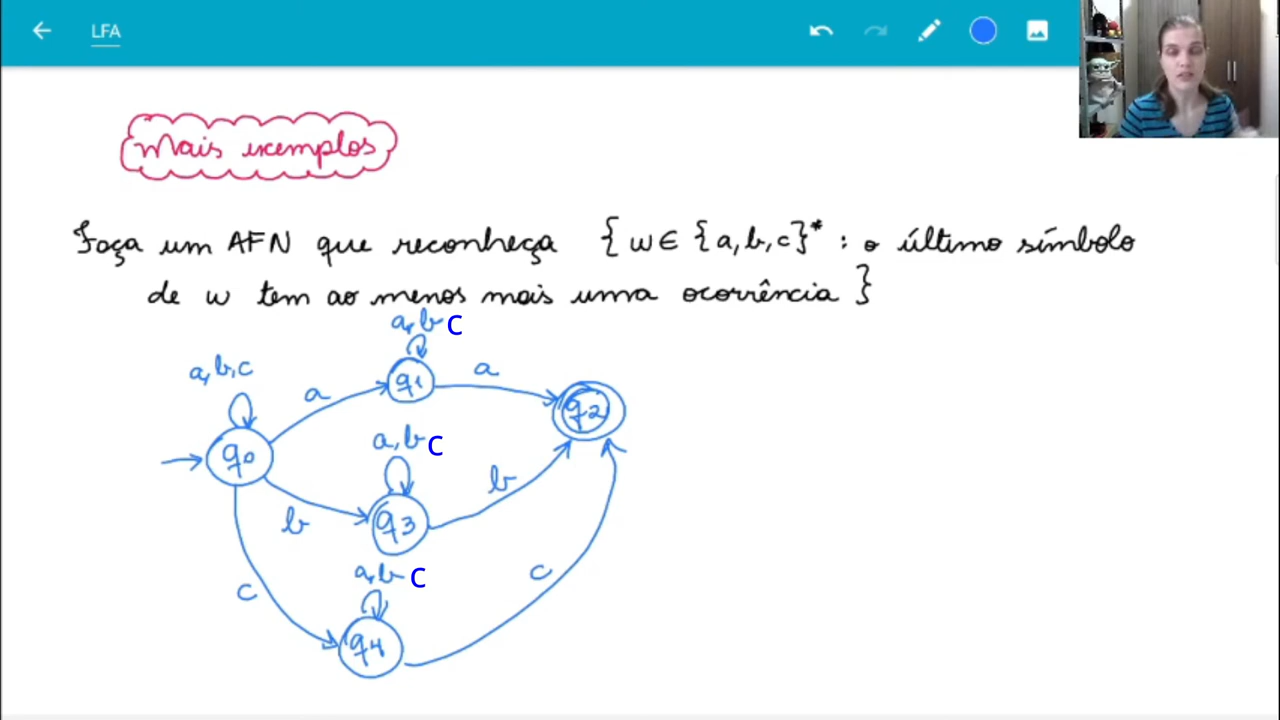 LFA
Mais exemplos
Faça um AFN que reconheça { w ∈ {a,b,c}* : o último símbolo
de w tem ao menos mais uma ocorrência }
a,b c
a,b,c
a
q1
a
q2
a,b c
q0
b
b
q3
a,b c
c
c
q4